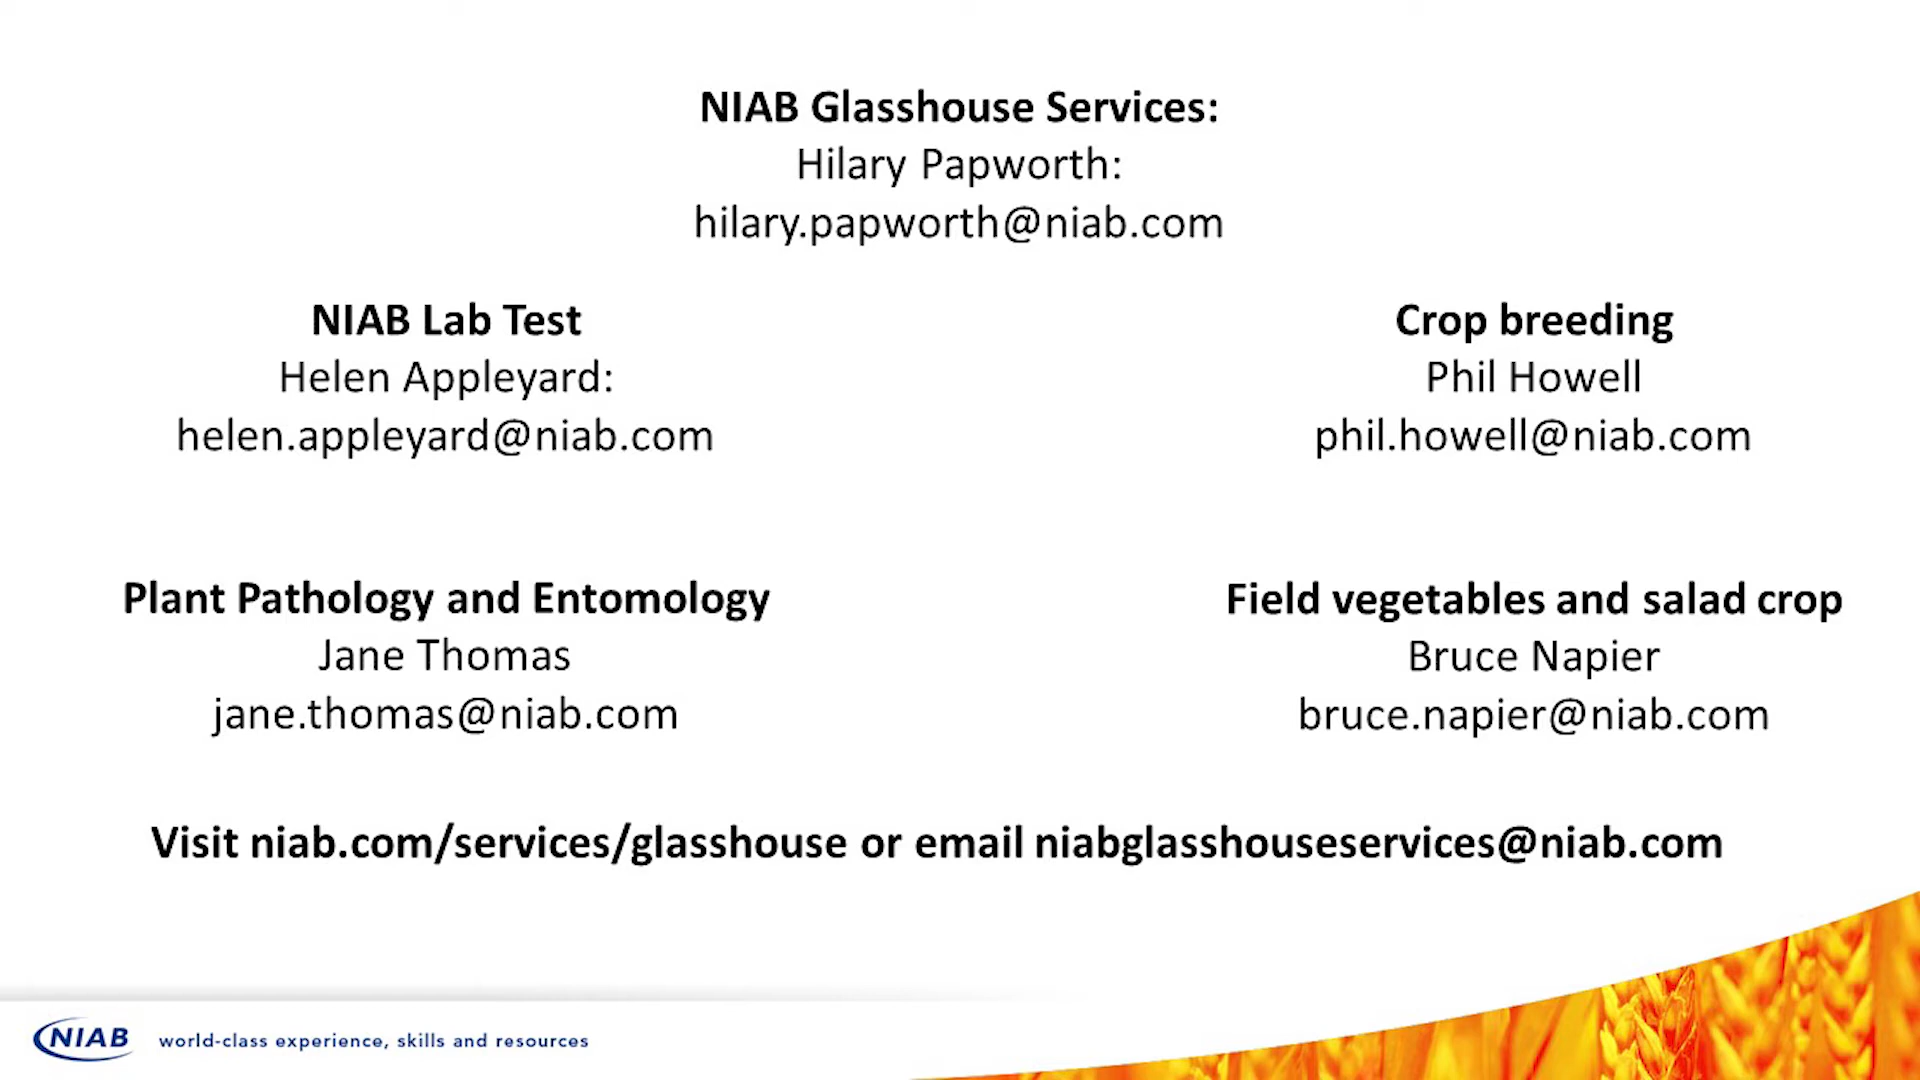 NIAB Glasshouse Services:
Hilary Papworth:
hilary.papworth@niab.com
NIAB Lab Test
Helen Appleyard:
helen.appleyard@niab.com
Crop breeding
Phil Howell
phil.howell@niab.com
Plant Pathology and Entomology
Jane Thomas
jane.thomas@niab.com
Field vegetables and salad crop
Bruce Napier
bruce.napier@niab.com
Visit niab.com/services/glasshouse or email niabglasshouseservices@niab.com
NIAB world-class experience, skills and resources